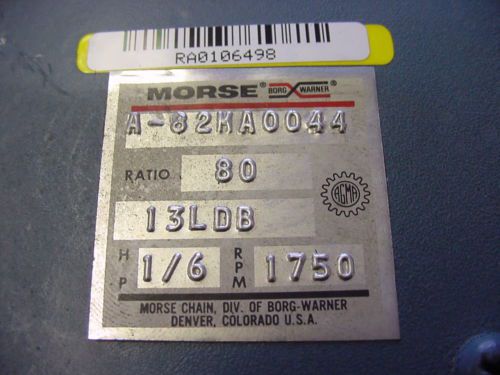 RA0106498
MORSE® BORG WARNER®
A-62KA0044
RATIO 80
AGMA
13LDB
HP 1/6 RPM 1750
MORSE CHAIN, DIV. OF BORG-WARNER
DENVER, COLORADO U.S.A.